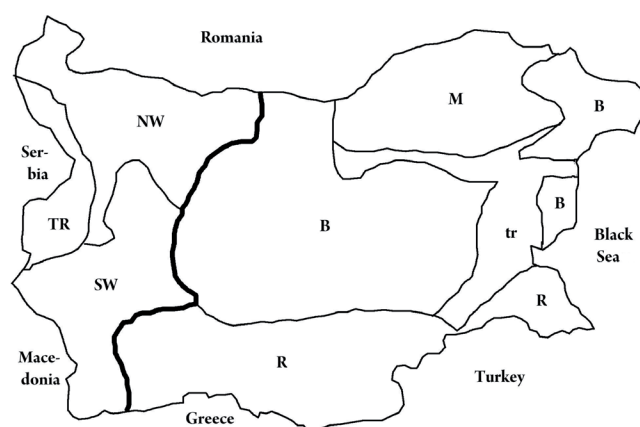 Romania
NW
M
B
Ser-
bia
TR
B
B
tr
Black
Sea
SW
R
Mace-
donia
R
Turkey
Greece